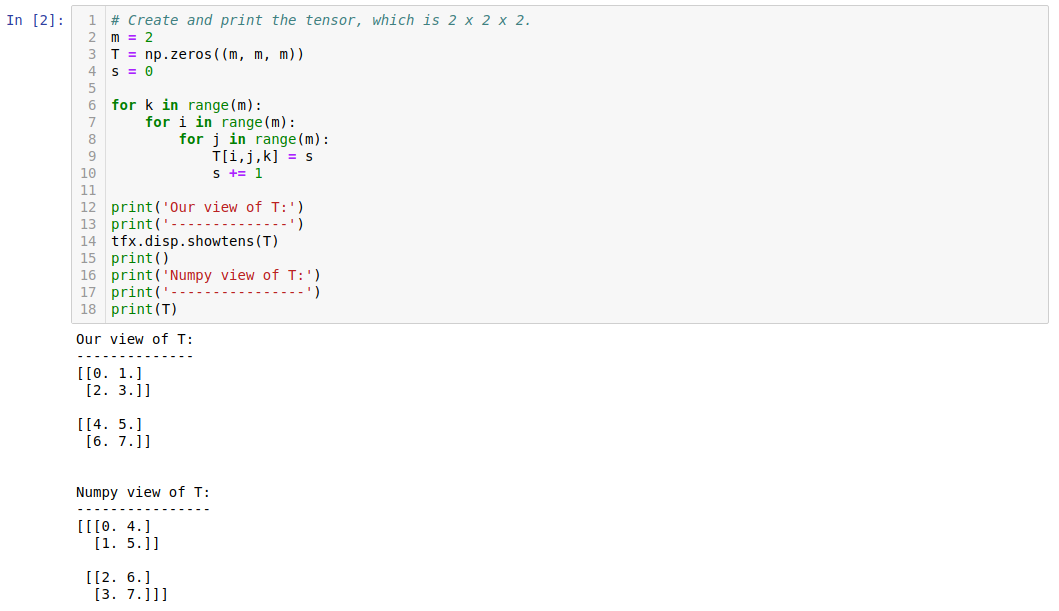 In [2]:
1 # Create and print the tensor, which is 2 x 2 x 2.
2 m = 2
3 T = np.zeros((m, m, m))
4 s = 0
5
6 for k in range(m):
7     for i in range(m):
8         for j in range(m):
9             T[i,j,k] = s
10             s += 1
11
12 print('Our view of T:')
13 print('--------------')
14 tfx.disp.showtens(T)
15 print()
16 print('Numpy view of T:')
17 print('----------------')
18 print(T)
Our view of T:
--------------
[[0. 1.]
 [2. 3.]]

[[4. 5.]
 [6. 7.]]

Numpy view of T:
----------------
[[[0. 4.]
  [1. 5.]]

 [[2. 6.]
  [3. 7.]]]